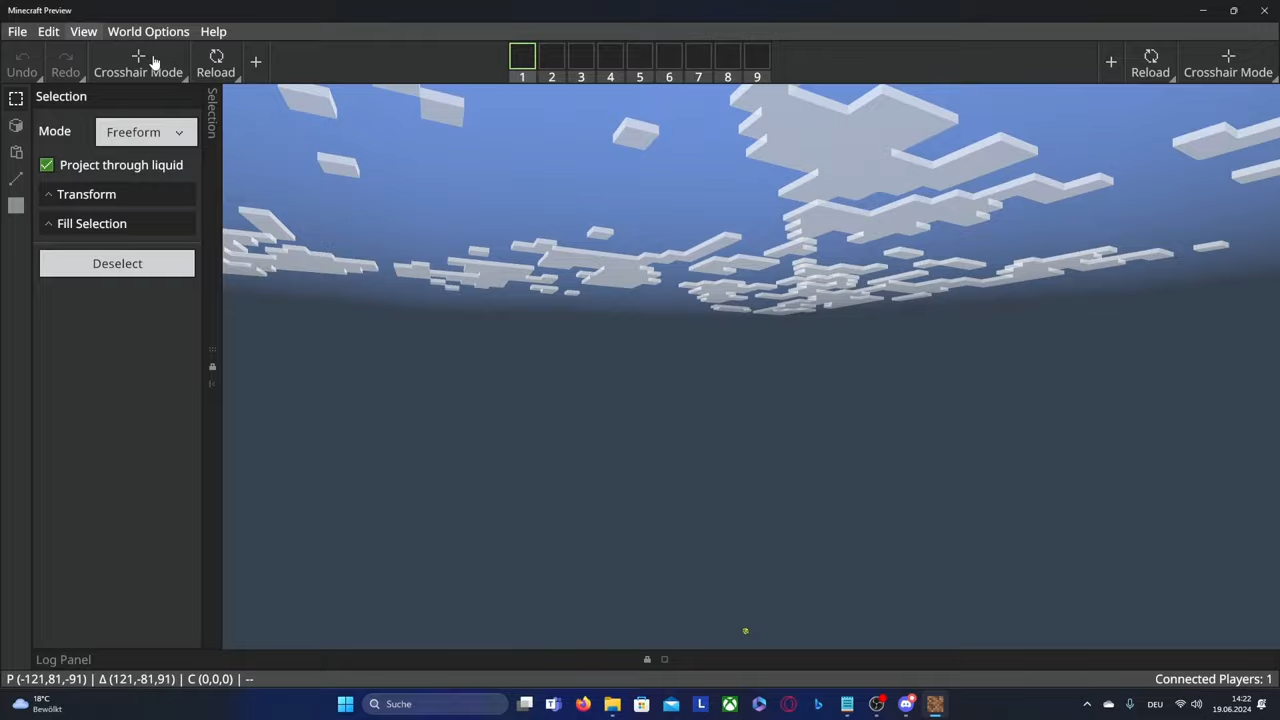 Minecraft Preview
File Edit View World Options Help
Undo Redo Crosshair Mode Reload 1 2 3 4 5 6 7 8 9 Reload Crosshair Mode
Selection
Selection
Mode Freeform
Project through liquid
Transform
Fill Selection
Deselect
Log Panel
P (-121,81,-91) | Δ (121,-81,91) | C (0,0,0) | -- Connected Players: 1
18°C
Bewölkt
Suche
DEU
14:22
19.06.2024